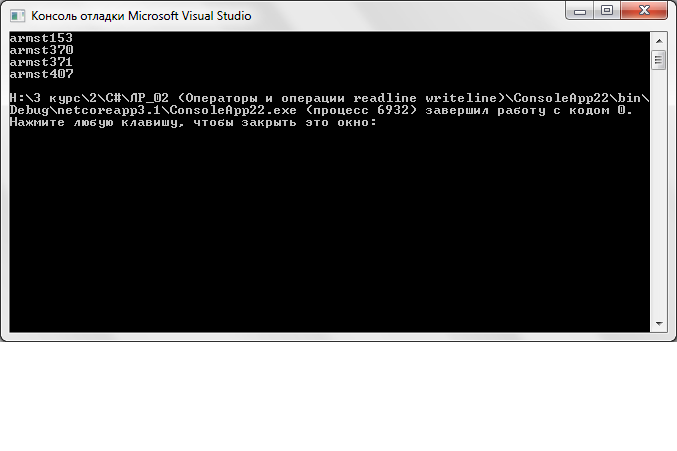 Консоль отладки Microsoft Visual Studio
armst153
armst370
armst371
armst407
H:\3 курс\2\C#\ЛР_02 (Операторы и операции readline writeline)\ConsoleApp22\bin\
Debug\netcoreapp3.1\ConsoleApp22.exe (процесс 6932) завершил работу с кодом 0.
Нажмите любую клавишу, чтобы закрыть это окно: